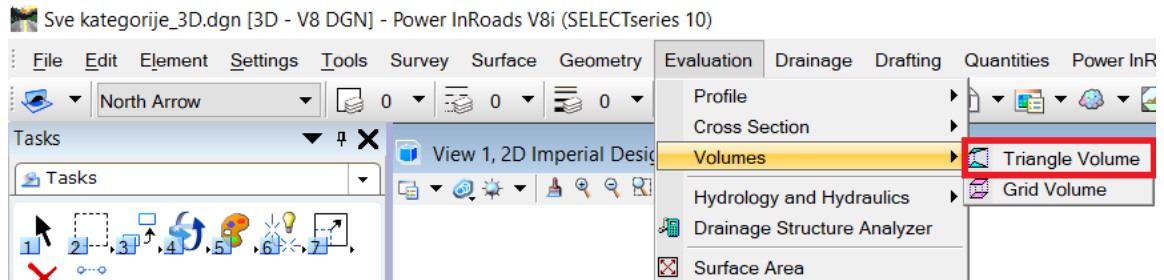 Sve kategorije_3D.dgn [3D - V8 DGN] - Power InRoads V8i (SELECTseries 10)
File Edit Element Settings Tools Survey Surface Geometry Evaluation Drainage Drafting Quantities Power InR
North Arrow 0 0 0
Profile
Cross Section
Tasks
View 1, 2D Imperial Desig
Volumes
Triangle Volume
Tasks
Grid Volume
Hydrology and Hydraulics
Drainage Structure Analyzer
1 2 3 4 5 6 7
Surface Area